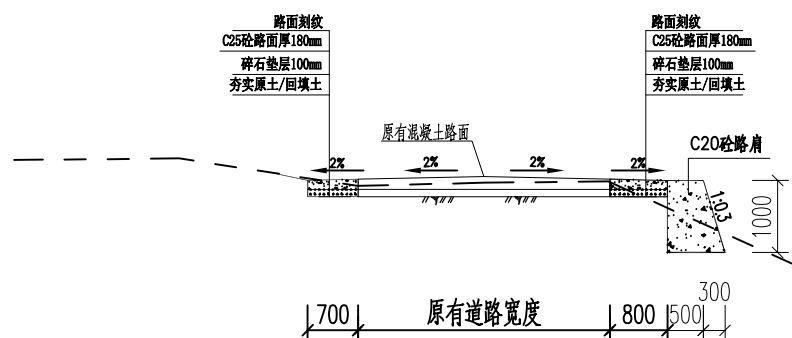 路面刻纹
C25砼路面厚180mm
碎石垫层100mm
夯实原土/回填土
路面刻纹
C25砼路面厚180mm
碎石垫层100mm
夯实原土/回填土
原有混凝土路面
C20砼路肩
2%
2%
2%
2%
1:0.3
1000
700
原有道路宽度
800
500
300